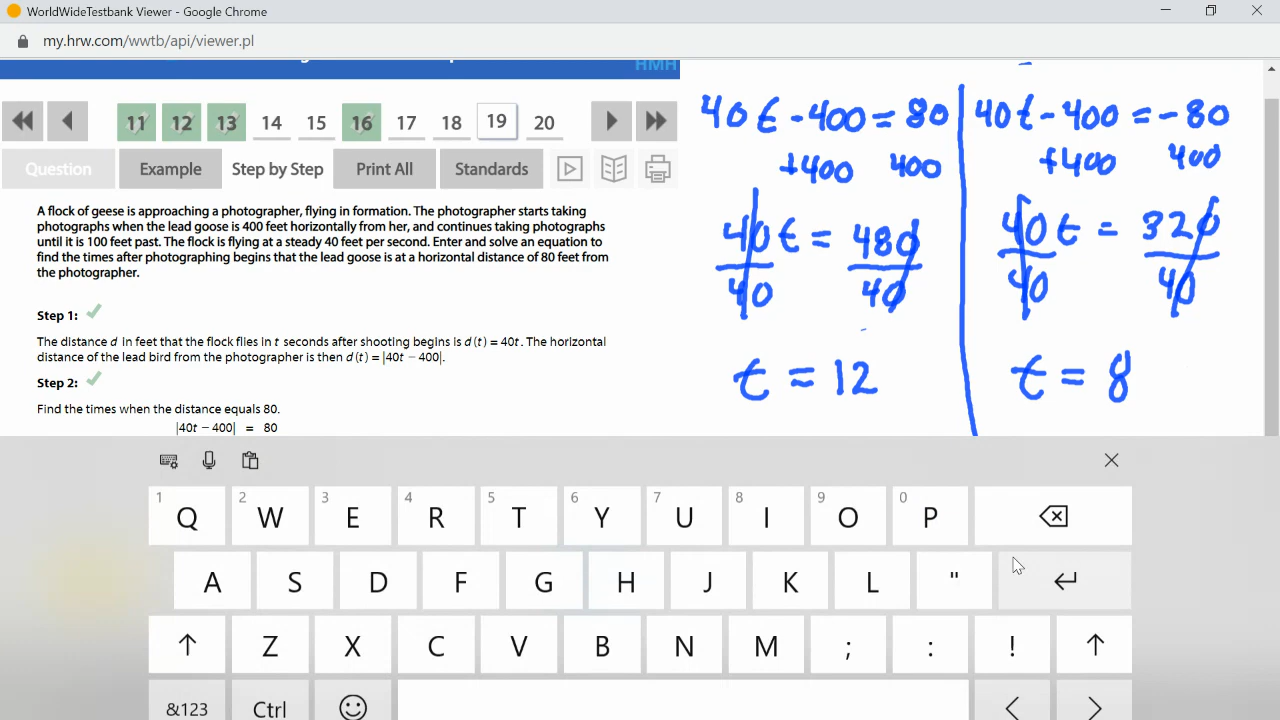 WorldWideTestbank Viewer - Google Chrome
my.hrw.com/wwtb/api/viewer.pl
HMH
11 12 13 14 15 16 17 18 19 20
Question Example Step by Step Print All Standards
A flock of geese is approaching a photographer, flying in formation. The photographer starts taking
photographs when the lead goose is 400 feet horizontally from her, and continues taking photographs
until it is 100 feet past. The flock is flying at a steady 40 feet per second. Enter and solve an equation to
find the times after photographing begins that the lead goose is at a horizontal distance of 80 feet from
the photographer.
Step 1:
The distance d in feet that the flock flies in t seconds after shooting begins is d(t) = 40t. The horizontal
distance of the lead bird from the photographer is then d(t) = |40t − 400|.
Step 2:
Find the times when the distance equals 80.
|40t − 400| = 80
40t - 400 = 80
+400 400
40t = 480
40 40
t = 12
40t - 400 = -80
+400 400
40t = 320
40 40
t = 8
1 2 3 4 5 6 7 8 9 0
Q W E R T Y U I O P
A S D F G H J K L "
Z X C V B N M ; : !
&123 Ctrl